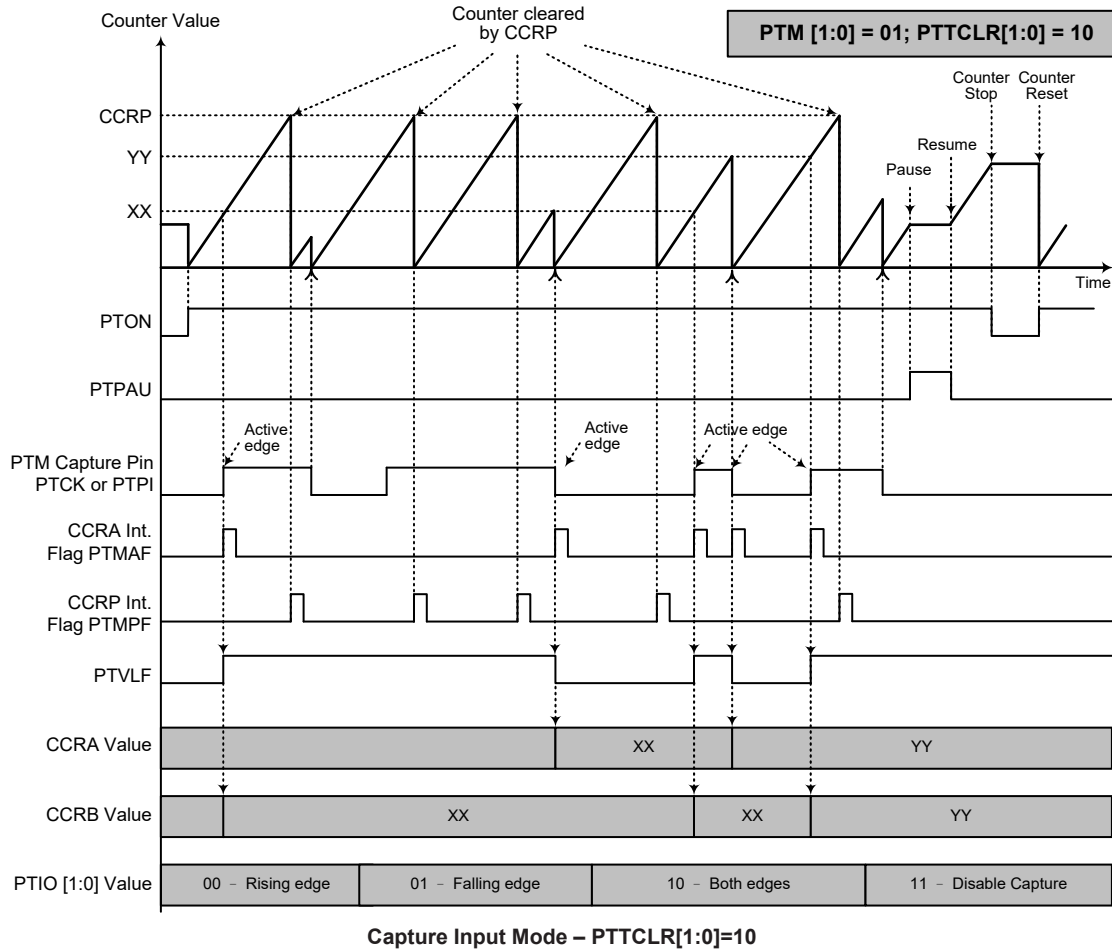 Counter Value
Counter cleared
by CCRP
PTM [1:0] = 01; PTTCLR[1:0] = 10
Counter
Stop
Counter
Reset
CCRP
YY
Resume
Pause
XX
Time
PTON
PTPAU
Active
edge
Active
edge
Active edge
PTM Capture Pin
PTCK or PTPI
CCRA Int.
Flag PTMAF
CCRP Int.
Flag PTMPF
PTVLF
CCRA Value
XX
YY
CCRB Value
XX
XX
YY
PTIO [1:0] Value
00 – Rising edge
01 – Falling edge
10 – Both edges
11 – Disable Capture
Capture Input Mode – PTTCLR[1:0]=10